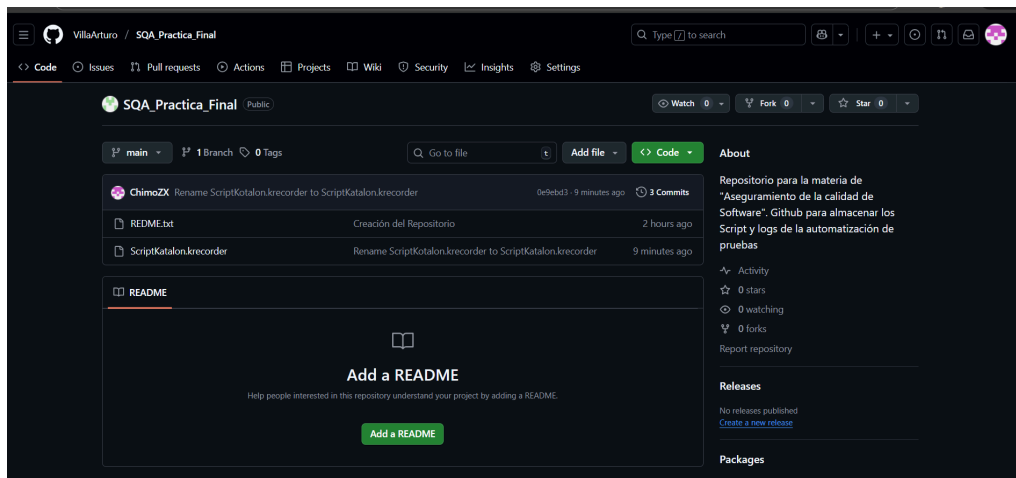 VillaArturo / SQA_Practica_Final
Q Type / to search
Code Issues Pull requests Actions Projects Wiki Security Insights Settings
SQA_Practica_Final Public
Watch 0 Fork 0 Star 0
main 1 Branch 0 Tags Go to file t Add file Code
ChimoZX Rename ScriptKotalon.krecorder to ScriptKatalon.krecorder 0e9ebd3 · 9 minutes ago 3 Commits
REDME.txt Creación del Repositorio 2 hours ago
ScriptKatalon.krecorder Rename ScriptKotalon.krecorder to ScriptKatalon.krecorder 9 minutes ago
README
Add a README
Help people interested in this repository understand your project by adding a README.
Add a README
About
Repositorio para la materia de
"Aseguramiento de la calidad de
Software". Github para almacenar los
Script y logs de la automatización de
pruebas
Activity
0 stars
0 watching
0 forks
Report repository
Releases
No releases published
Create a new release
Packages